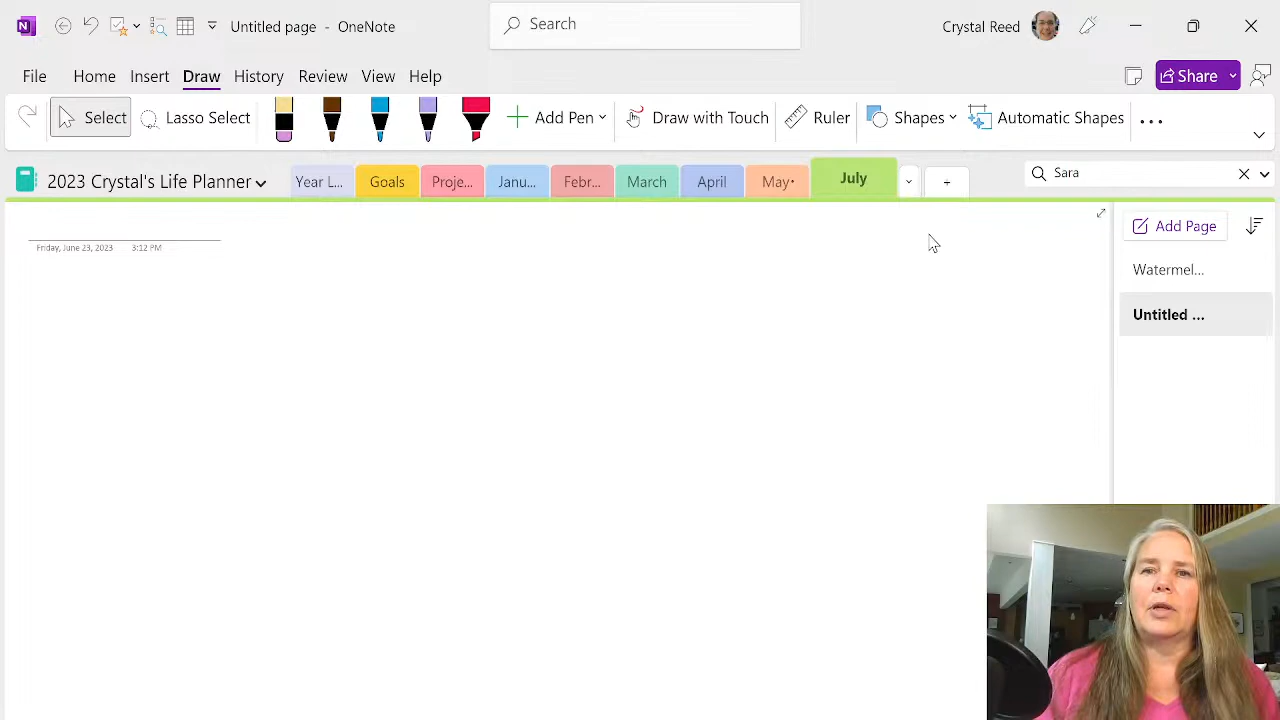 Untitled page - OneNote
Search
Crystal Reed
File Home Insert Draw History Review View Help
Share
Select Lasso Select Add Pen Draw with Touch Ruler Shapes Automatic Shapes
2023 Crystal's Life Planner
Year L... Goals Proje... Janu... Febr... March April May July
Sara
Add Page
Friday, June 23, 2023 3:12 PM
Watermel...
Untitled ...